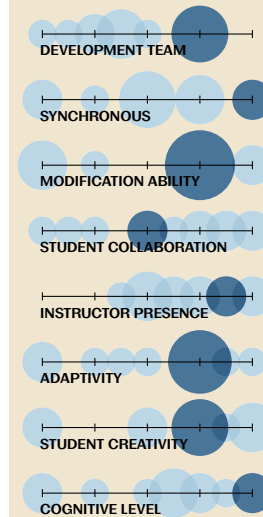 DEVELOPMENT TEAM
SYNCHRONOUS
MODIFICATION ABILITY
STUDENT COLLABORATION
INSTRUCTOR PRESENCE
ADAPTIVITY
STUDENT CREATIVITY
COGNITIVE LEVEL